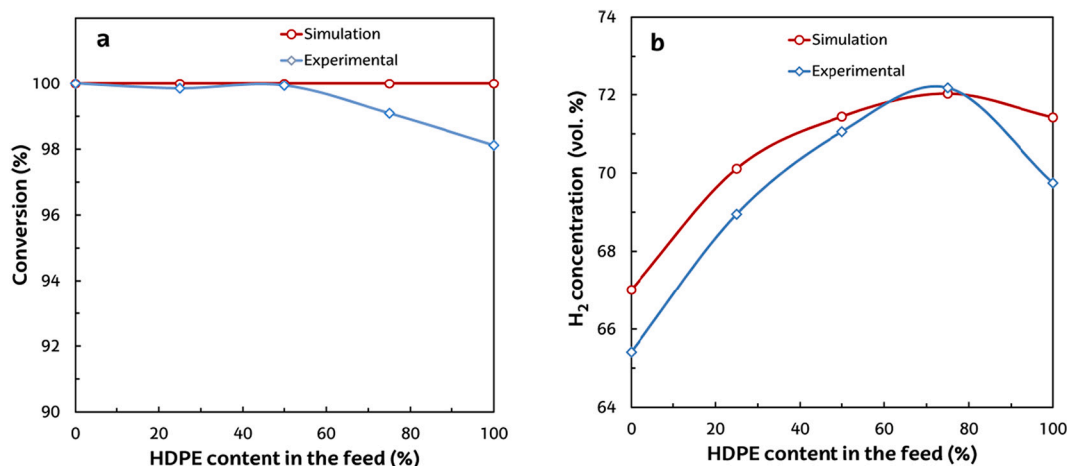 a
Simulation
Experimental
Conversion (%)
100
98
96
94
92
90
0 20 40 60 80 100
HDPE content in the feed (%)
b
Simulation
Experimental
H₂ concentration (vol. %)
74
72
70
68
66
64
0 20 40 60 80 100
HDPE content in the feed (%)